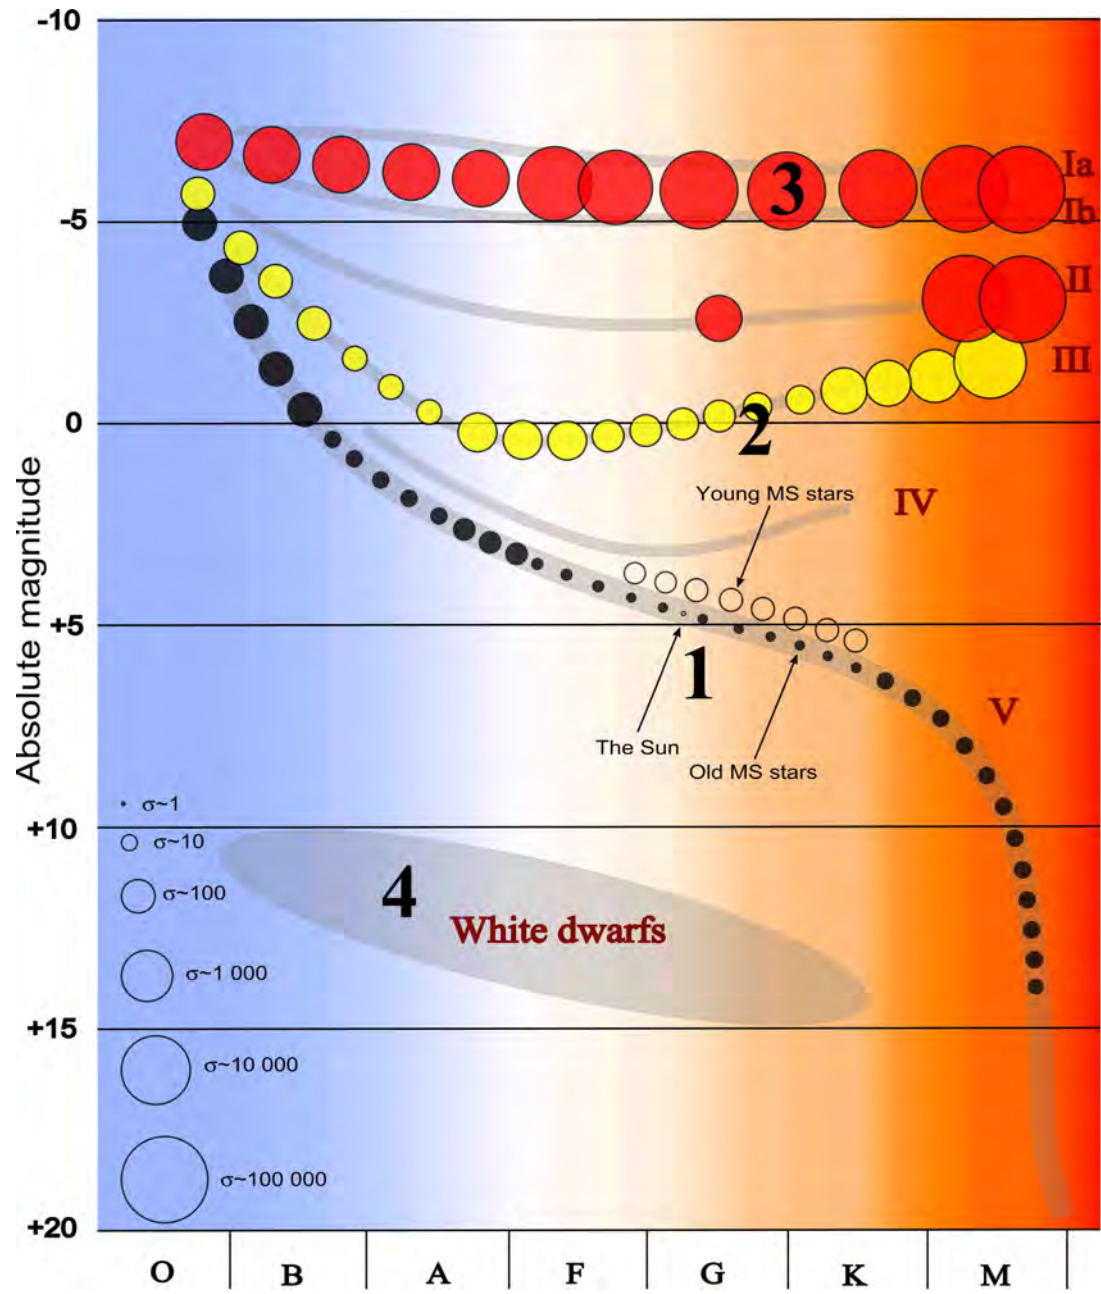 -10
Ia
3
Ib
-5
II
III
0
2
IV
Young MS stars
Absolute magnitude
+5
1
V
The Sun
Old MS stars
σ~1
+10
σ~10
4
σ~100
White dwarfs
σ~1 000
+15
σ~10 000
σ~100 000
+20
O B A F G K M